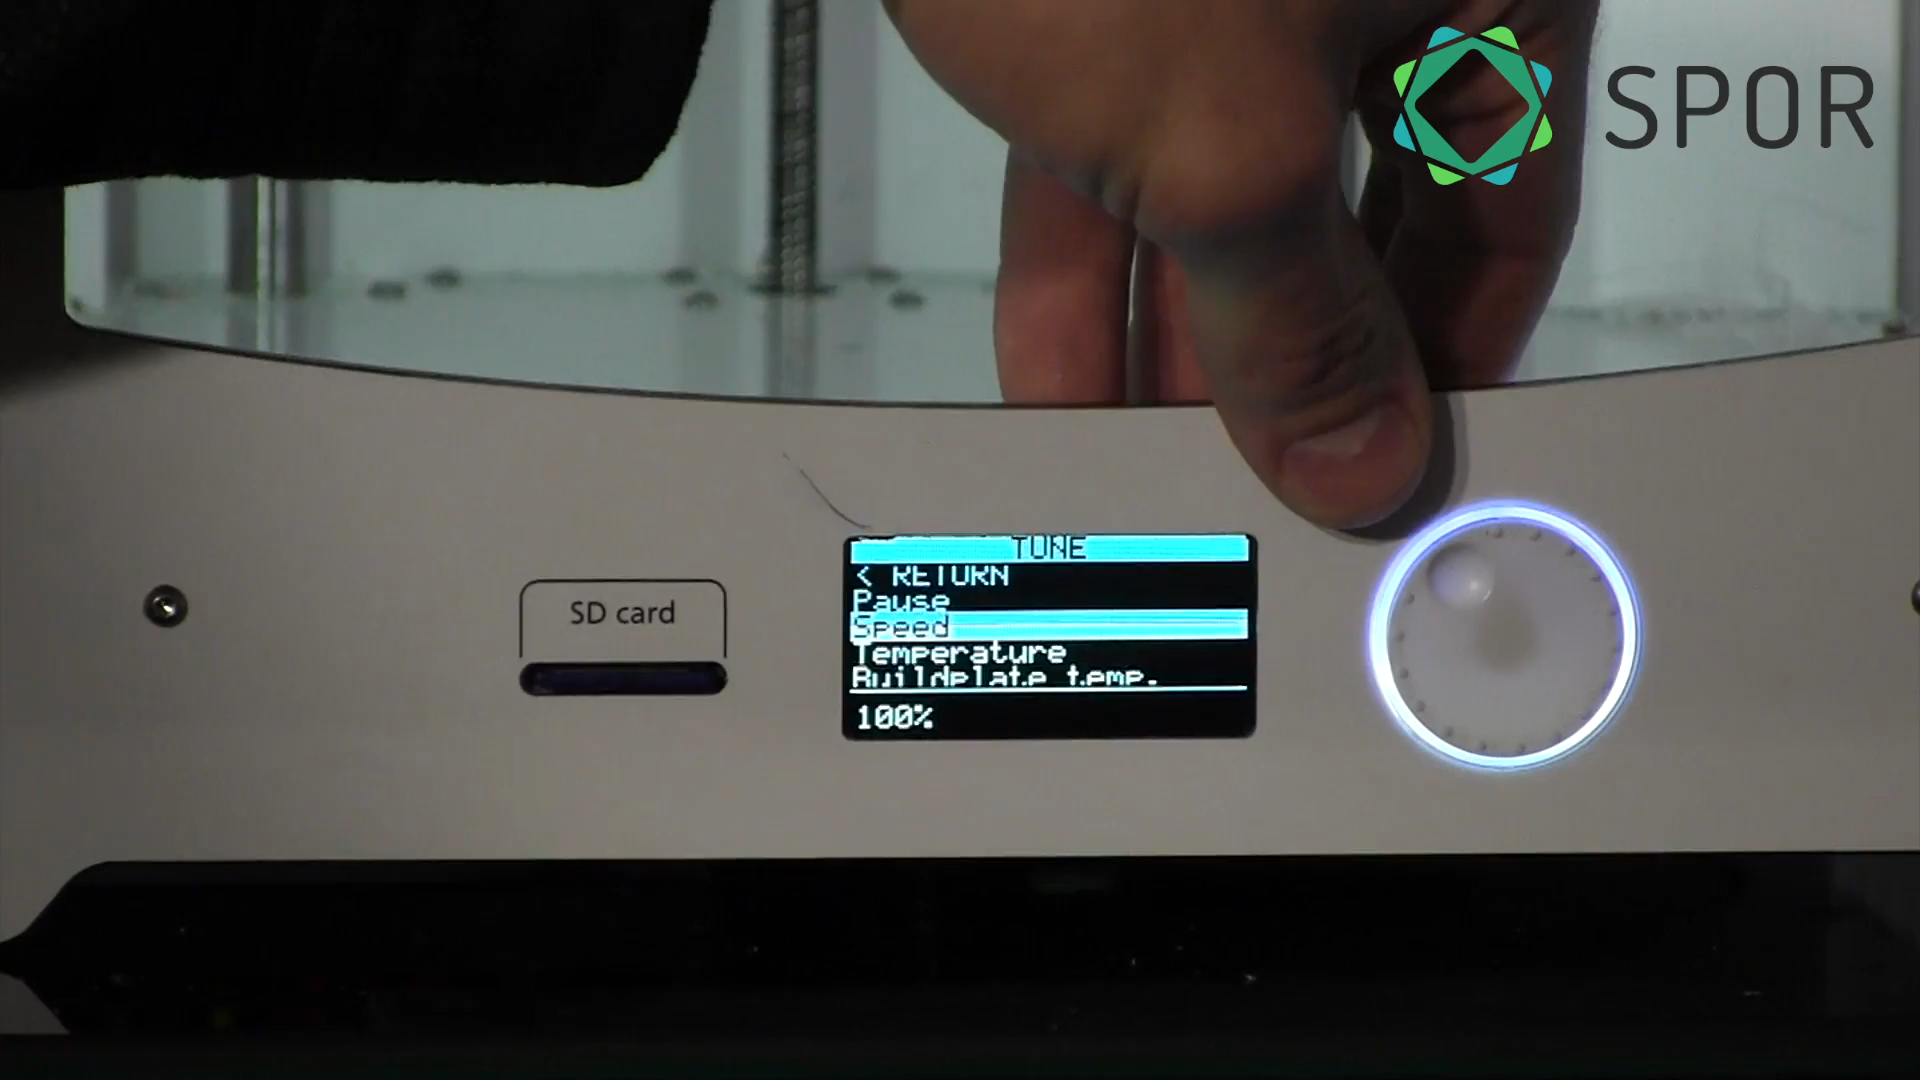 SPOR
SD card
TUNE
< RETURN
Pause
Speed
Temperature
Buildplate temp.
100%